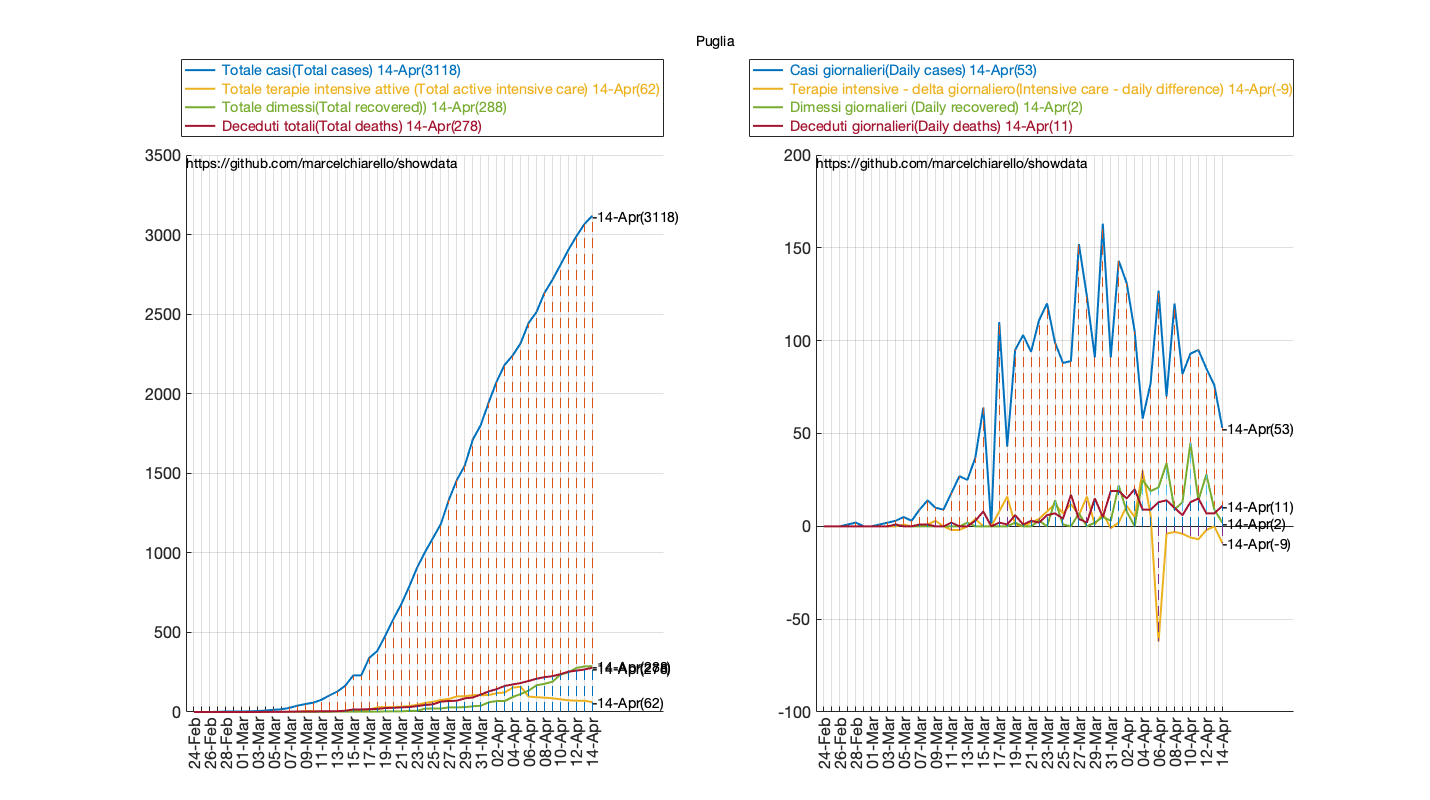 Puglia
Totale casi(Total cases) 14-Apr(3118)
Totale terapie intensive attive (Total active intensive care) 14-Apr(62)
Totale dimessi(Total recovered)) 14-Apr(288)
Deceduti totali(Total deaths) 14-Apr(278)
3500
https://github.com/marcelchiarello/showdata
3000
2500
2000
1500
1000
500
0
-14-Apr(3118)
-14-Apr(288)
-14-Apr(278)
-14-Apr(62)
24-Feb
26-Feb
28-Feb
01-Mar
03-Mar
05-Mar
07-Mar
09-Mar
11-Mar
13-Mar
15-Mar
17-Mar
19-Mar
21-Mar
23-Mar
25-Mar
27-Mar
29-Mar
31-Mar
02-Apr
04-Apr
06-Apr
08-Apr
10-Apr
12-Apr
14-Apr
Casi giornalieri(Daily cases) 14-Apr(53)
Terapie intensive - delta giornaliero(Intensive care - daily difference) 14-Apr(-9)
Dimessi giornalieri (Daily recovered) 14-Apr(2)
Deceduti giornalieri(Daily deaths) 14-Apr(11)
200
https://github.com/marcelchiarello/showdata
150
100
50
0
-50
-100
-14-Apr(53)
-14-Apr(11)
-14-Apr(2)
-14-Apr(-9)
24-Feb
26-Feb
28-Feb
01-Mar
03-Mar
05-Mar
07-Mar
09-Mar
11-Mar
13-Mar
15-Mar
17-Mar
19-Mar
21-Mar
23-Mar
25-Mar
27-Mar
29-Mar
31-Mar
02-Apr
04-Apr
06-Apr
08-Apr
10-Apr
12-Apr
14-Apr